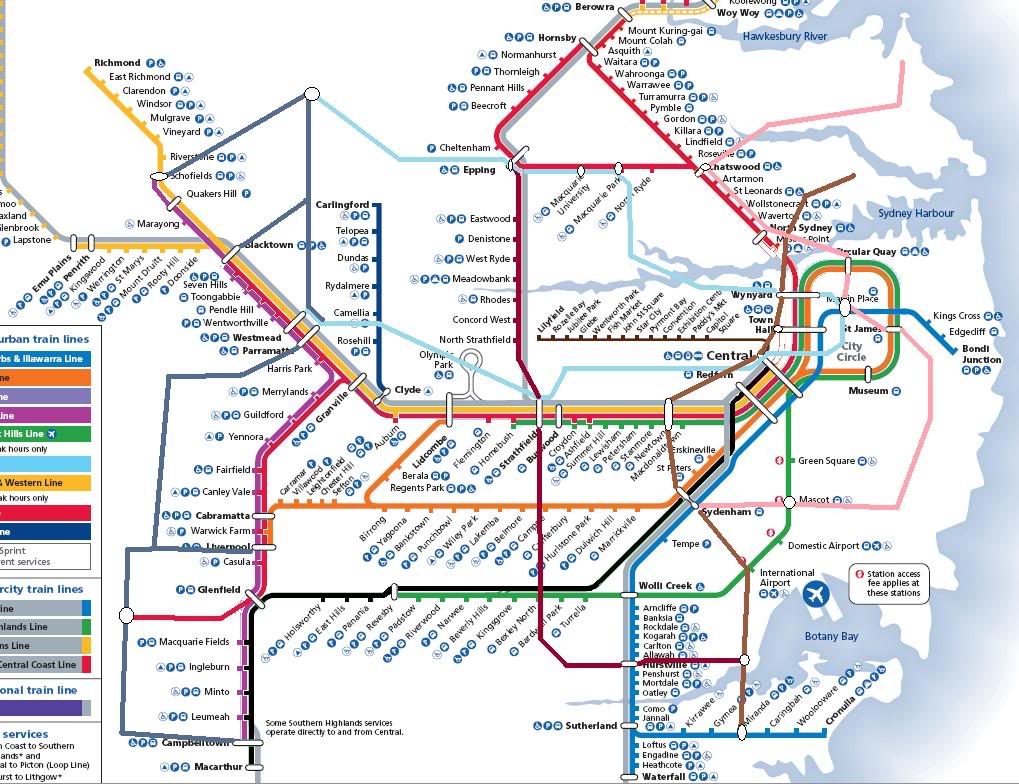 Berowra
Koolewong
Woy Woy
Hawkesbury River
Mount Kuring-gai
Mount Colah
Hornsby
Asquith
Normanhurst
Waitara
Thornleigh
Wahroonga
Pennant Hills
Warrawee
Turramurra
Beecroft
Pymble
Gordon
Killara
Cheltenham
Lindfield
Roseville
Epping
Chatswood
Artarmon
Macquarie University
Macquarie Park
North Ryde
St Leonards
Wollstonecraft
Waverton
North Sydney
Sydney Harbour
Richmond
East Richmond
Clarendon
Windsor
Mulgrave
Vineyard
Riverstone
Schofields
Quakers Hill
Marayong
Blacktown
Glenbrook
Lapstone
Emu Plains
Penrith
Kingswood
Werrington
St Marys
Mount Druitt
Rooty Hill
Doonside
Seven Hills
Toongabbie
Pendle Hill
Wentworthville
Westmead
Parramatta
Harris Park
Carlingford
Telopea
Dundas
Rydalmere
Camellia
Rosehill
Clyde
Eastwood
Denistone
West Ryde
Meadowbank
Rhodes
Concord West
North Strathfield
Olympic
Park
Lilyfield
Rozelle Bay
Jubilee Park
Glebe
Wentworth Park
Fish Market
John St Square
Star City
Pyrmont Bay
Convention
Exhibition Centre
Paddy's Mkt
Capitol Square
Circular Quay
Wynyard
Town
Hall
Martin Place
St James
City
Circle
Central
Redfern
Museum
Kings Cross
Edgecliff
Bondi
Junction
Merrylands
Granville
Guildford
Yennora
Fairfield
Canley Vale
Cabramatta
Warwick Farm
Liverpool
Casula
Glenfield
Macquarie Fields
Ingleburn
Minto
Leumeah
Campbelltown
Macarthur
Auburn
Lidcombe
Berala
Regents Park
Flemington
Homebush
Strathfield
Burwood
Croydon
Ashfield
Summer Hill
Lewisham
Petersham
Stanmore
Newtown
Macdonaldtown
Erskineville
St Peters
Sydenham
Carramar
Villawood
Leightonfield
Chester Hill
Sefton
Birrong
Yagoona
Bankstown
Punchbowl
Wiley Park
Lakemba
Belmore
Campsie
Canterbury
Hurlstone Park
Dulwich Hill
Marrickville
Green Square
Mascot
Domestic Airport
International
Airport
Station access
fee applies at
these stations
Botany Bay
Tempe
Wolli Creek
Holsworthy
East Hills
Panania
Revesby
Padstow
Riverwood
Narwee
Beverly Hills
Kingsgrove
Bexley North
Bardwell Park
Turrella
Arncliffe
Banksia
Rockdale
Kogarah
Carlton
Allawah
Hurstville
Penshurst
Mortdale
Oatley
Como
Jannali
Sutherland
Loftus
Engadine
Heathcote
Waterfall
Kirrawee
Gymea
Miranda
Caringbah
Woolooware
Cronulla
Some Southern Highlands services
operate directly to and from Central.
urban train lines
bs & Illawarra Line
ine
Line
Line
t Hills Line
ak hours only
& Western Line
ak hours only
e
ine
Sprint
ent services
rcity train lines
ine
hlands Line
ns Line
Central Coast Line
onal train line
services
n Coast to Southern
lands* and
al to Picton (Loop Line)
urst to Lithgow*